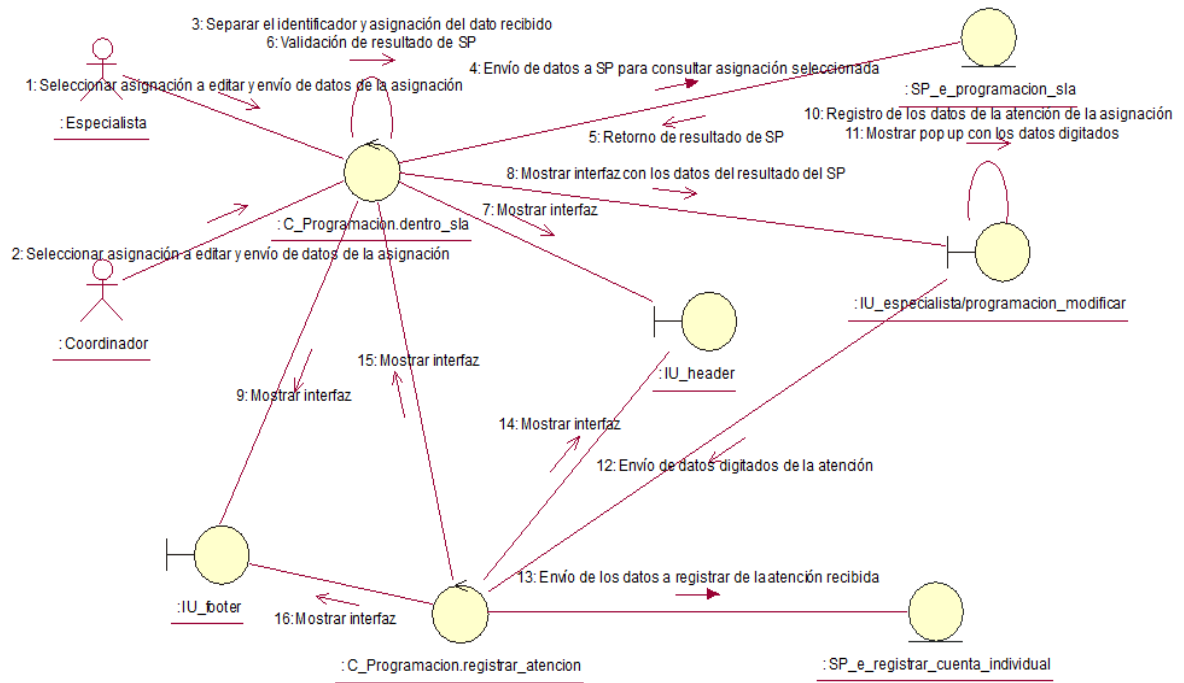 3: Separar el identificador y asignación del dato recibido
6: Validación de resultado de SP
4: Envío de datos a SP para consultar asignación seleccionada
1: Seleccionar asignación a editar y envío de datos de la asignación
: SP_e_programacion_sla
: Especialista
10: Registro de los datos de la atención de la asignación
11: Mostrar pop up con los datos digitados
5: Retorno de resultado de SP
8: Mostrar interfaz con los datos del resultado del SP
7: Mostrar interfaz
: C_Programacion.dentro_sla
2: Seleccionar asignación a editar y envío de datos de la asignación
: IU_especialista/programacion_modificar
: Coordinador
15: Mostrar interfaz
: IU_header
9: Mostrar interfaz
14: Mostrar interfaz
12: Envío de datos digitados de la atención
13: Envío de los datos a registrar de la atención recibida
: IU_footer
16: Mostrar interfaz
: C_Programacion.registrar_atencion
: SP_e_registrar_cuenta_individual